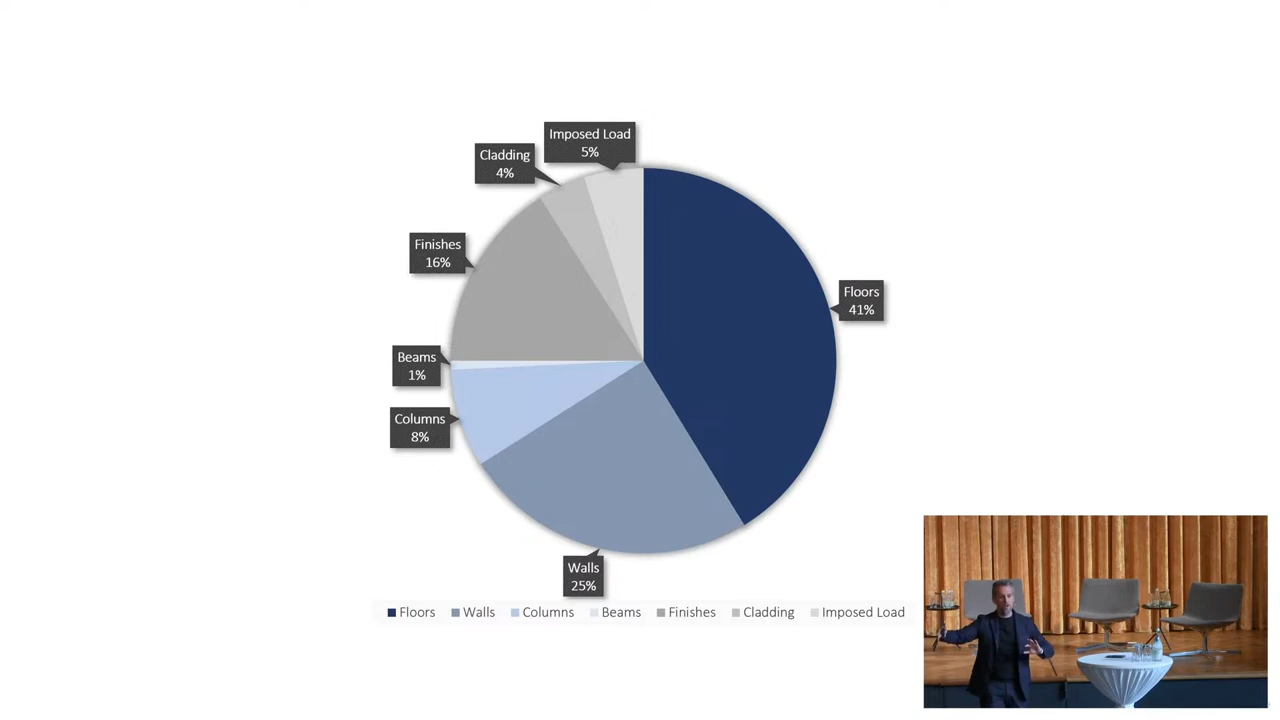 Imposed Load
5%
Cladding
4%
Finishes
16%
Floors
41%
Beams
1%
Columns
8%
Walls
25%
Floors Walls Columns Beams Finishes Cladding Imposed Load